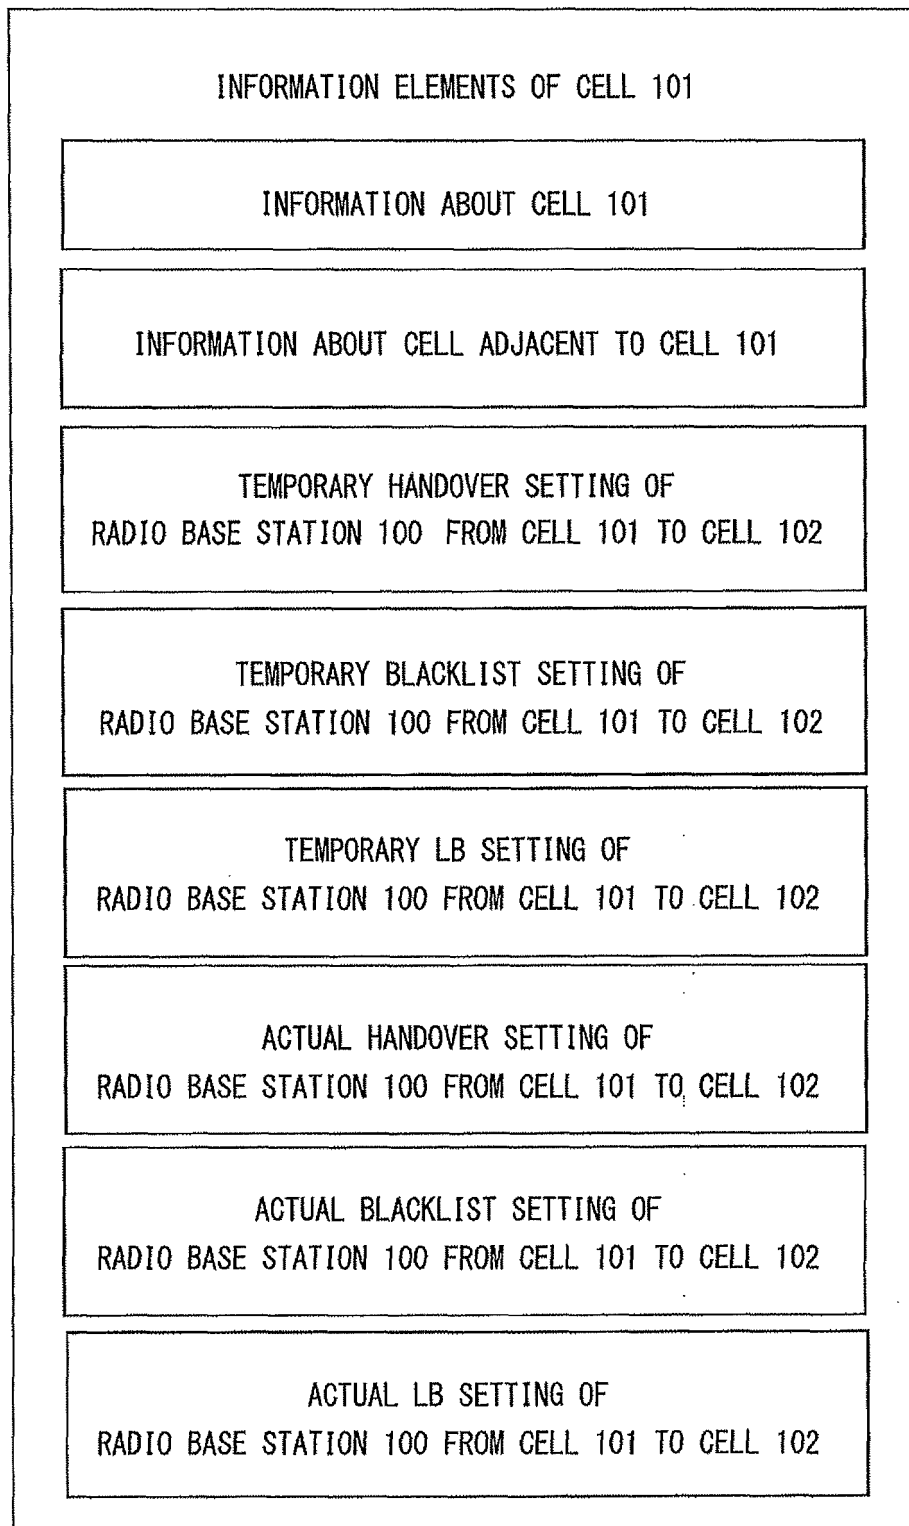 INFORMATION ELEMENTS OF CELL 101
INFORMATION ABOUT CELL 101
INFORMATION ABOUT CELL ADJACENT TO CELL 101
TEMPORARY HANDOVER SETTING OF
RADIO BASE STATION 100 FROM CELL 101 TO CELL 102
TEMPORARY BLACKLIST SETTING OF
RADIO BASE STATION 100 FROM CELL 101 TO CELL 102
TEMPORARY LB SETTING OF
RADIO BASE STATION 100 FROM CELL 101 TO CELL 102
ACTUAL HANDOVER SETTING OF
RADIO BASE STATION 100 FROM CELL 101 TO CELL 102
ACTUAL BLACKLIST SETTING OF
RADIO BASE STATION 100 FROM CELL 101 TO CELL 102
ACTUAL LB SETTING OF
RADIO BASE STATION 100 FROM CELL 101 TO CELL 102